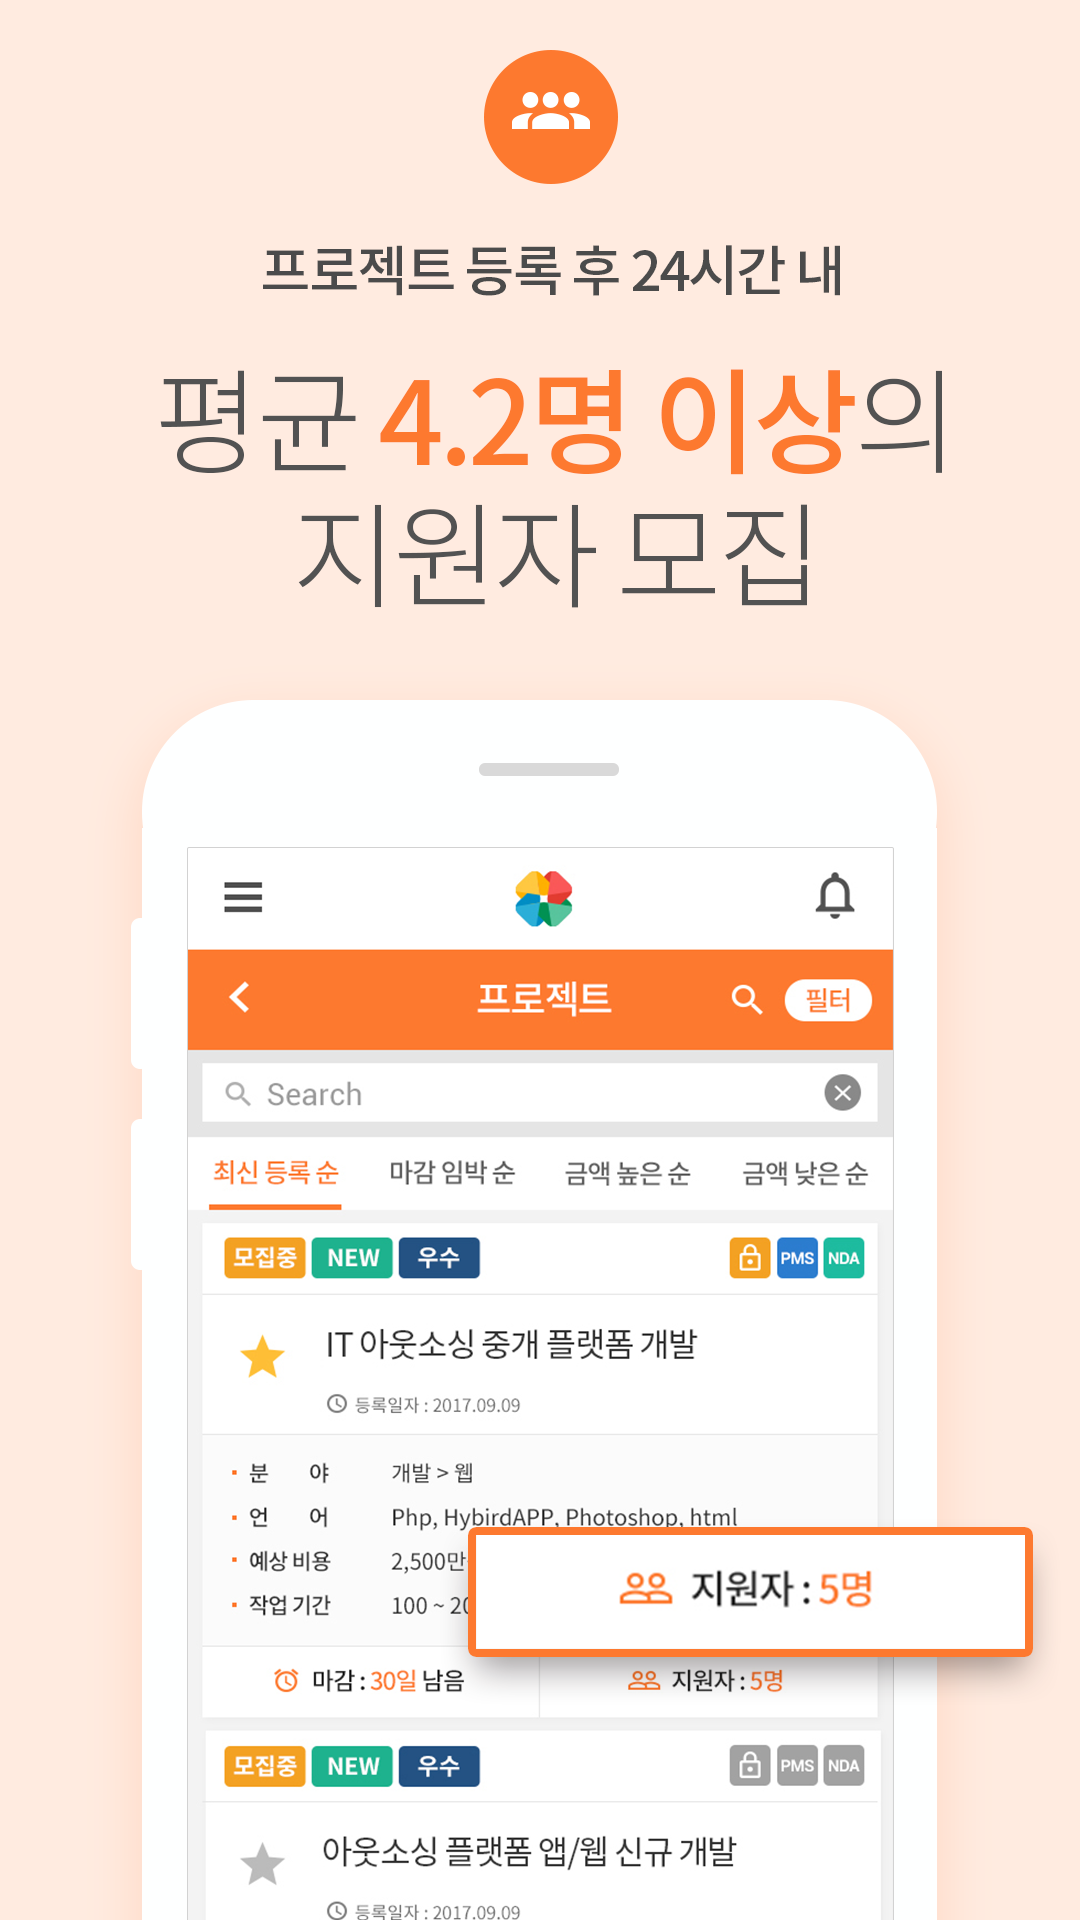 프로젝트 등록 후 24시간 내
평균 4.2명 이상의
지원자 모집
프로젝트
필터
Search
최신 등록 순 마감 임박 순 금액 높은 순 금액 낮은 순
모집중 NEW 우수 PMS NDA
IT 아웃소싱 중개 플랫폼 개발
등록일자 : 2017.09.09
분 야 개발 > 웹
언 어 Php, HybirdAPP, Photoshop, html
예상 비용 2,500만
작업 기간 100 ~ 20
지원자 : 5명
마감 : 30일 남음 지원자 : 5명
모집중 NEW 우수 PMS NDA
아웃소싱 플랫폼 앱/웹 신규 개발
등록일자 : 2017.09.09